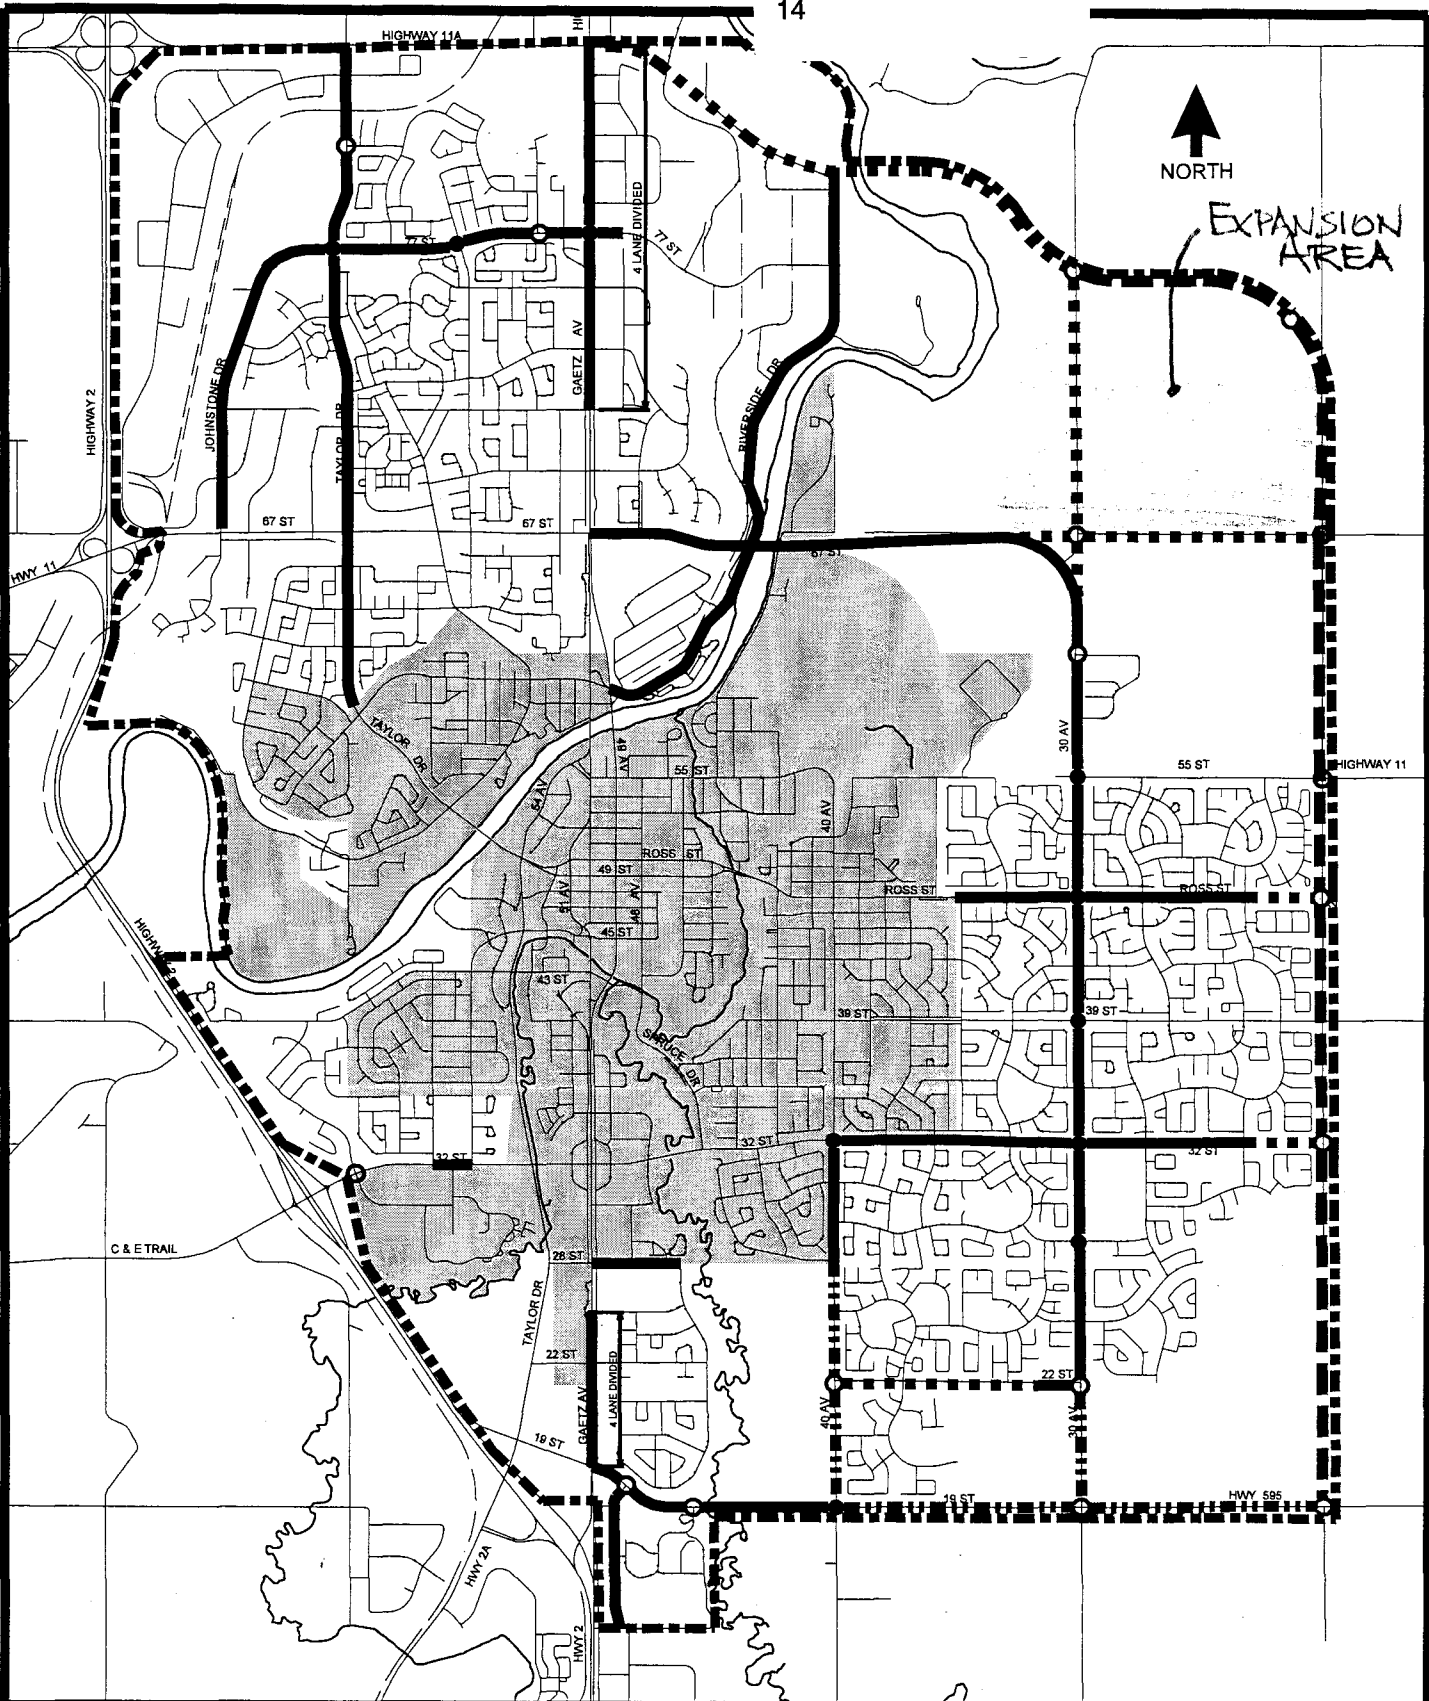 14
HIGHWAY 11A
HI
NORTH
EXPANSION
AREA
4 LANE DIVIDED
77 ST
77 ST
GAETZ AV
HIGHWAY 2
JOHNSTONE DR
TAYLOR DR
RIVERSIDE DR
67 ST
67 ST
67 ST
HWY 11
30 AV
TAYLOR DR
49 AV
55 ST
55 ST
HIGHWAY 11
54 AV
40 AV
ROSS ST
49 ST
ROSS ST
ROSS ST
51 AV
48 AV
45 ST
HIGHWAY 2
43 ST
39 ST
39 ST
SPRUCE DR
32 ST
32 ST
32 ST
C & E TRAIL
28 ST
TAYLOR DR
22 ST
4 LANE DIVIDED
22 ST
GAETZ AV
40 AV
30 AV
19 ST
19 ST
HWY 595
HWY 2A
HWY 2